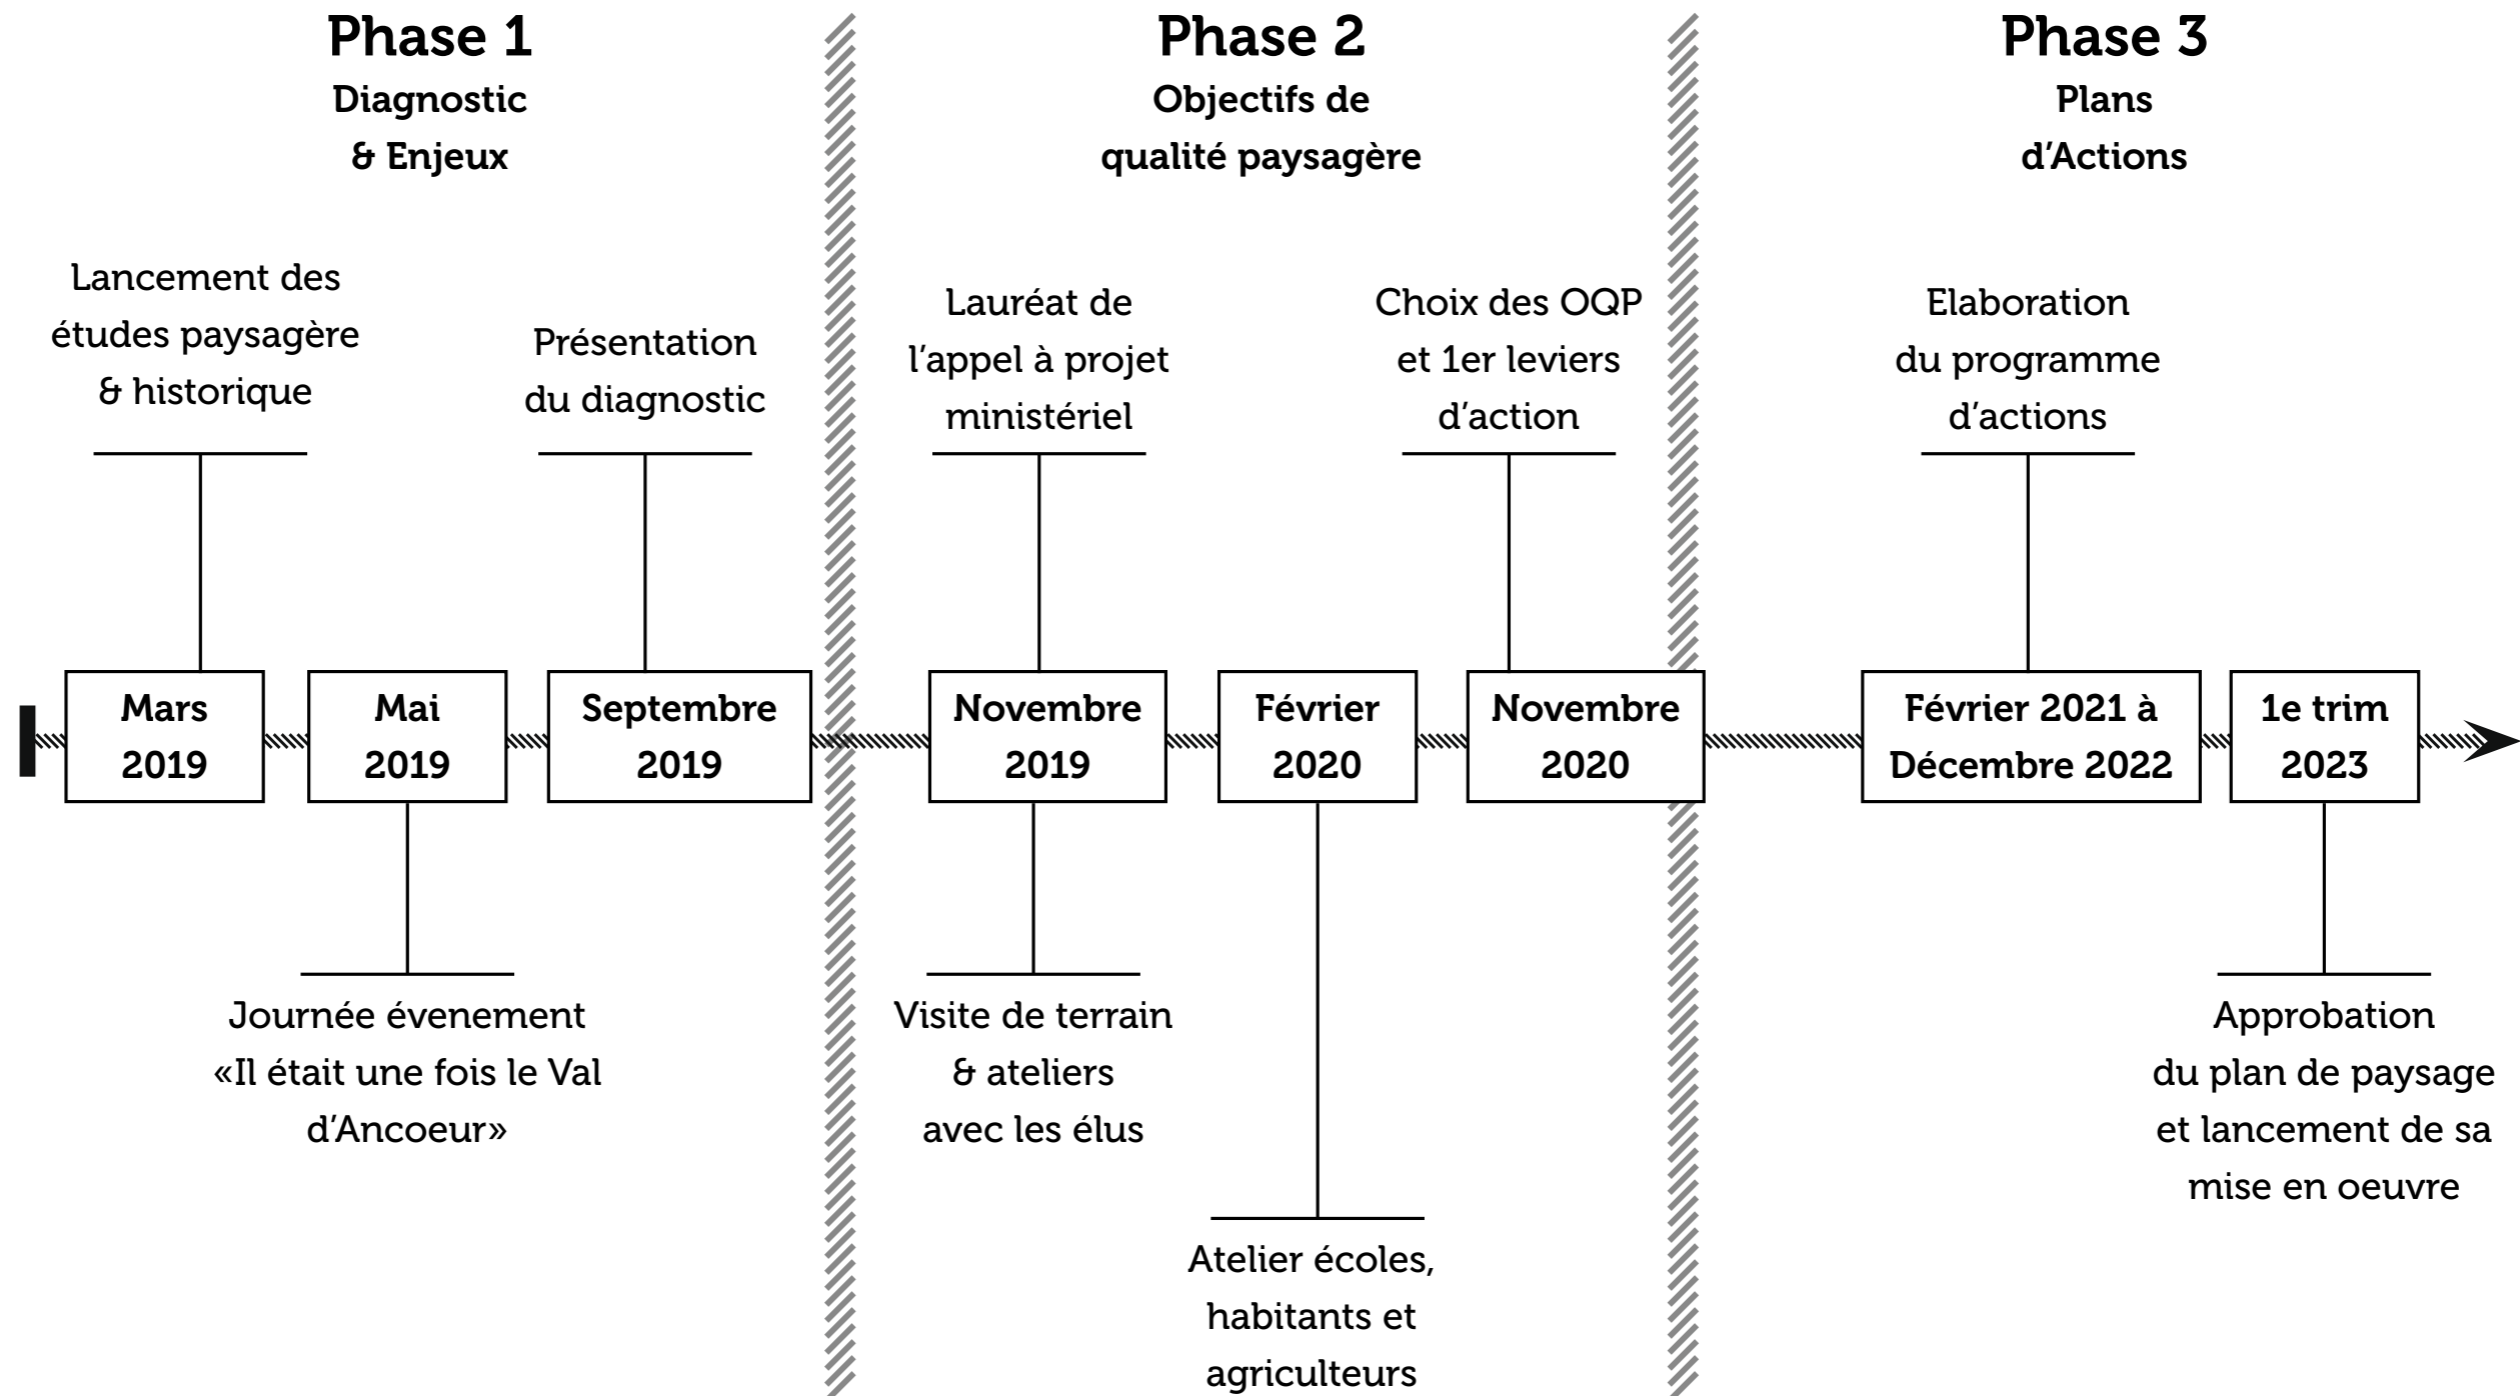 Phase 1
Diagnostic
& Enjeux
Phase 2
Objectifs de
qualité paysagère
Phase 3
Plans
d’Actions
Lancement des
études paysagère
& historique
Présentation
du diagnostic
Lauréat de
l’appel à projet
ministériel
Choix des OQP
et 1er leviers
d’action
Elaboration
du programme
d’actions
Mars
2019
Mai
2019
Septembre
2019
Novembre
2019
Février
2020
Novembre
2020
Février 2021 à
Décembre 2022
1e trim
2023
Journée évenement
«Il était une fois le Val
d’Ancoeur»
Visite de terrain
& ateliers
avec les élus
Atelier écoles,
habitants et
agriculteurs
Approbation
du plan de paysage
et lancement de sa
mise en oeuvre